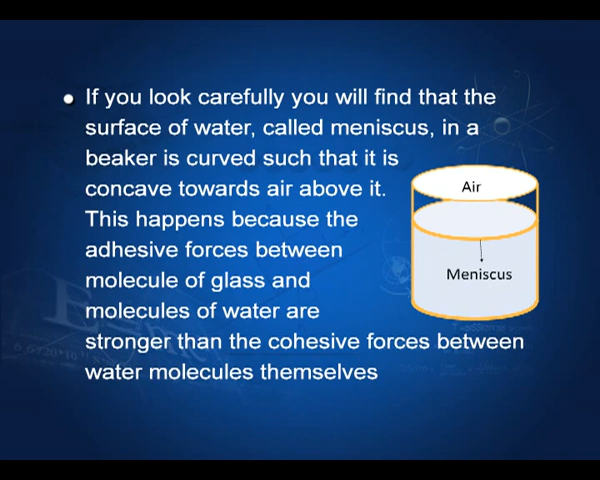 If you look carefully you will find that the
surface of water, called meniscus, in a
beaker is curved such that it is
concave towards air above it.
This happens because the
adhesive forces between
molecule of glass and
molecules of water are
stronger than the cohesive forces between
water molecules themselves
Air
Meniscus